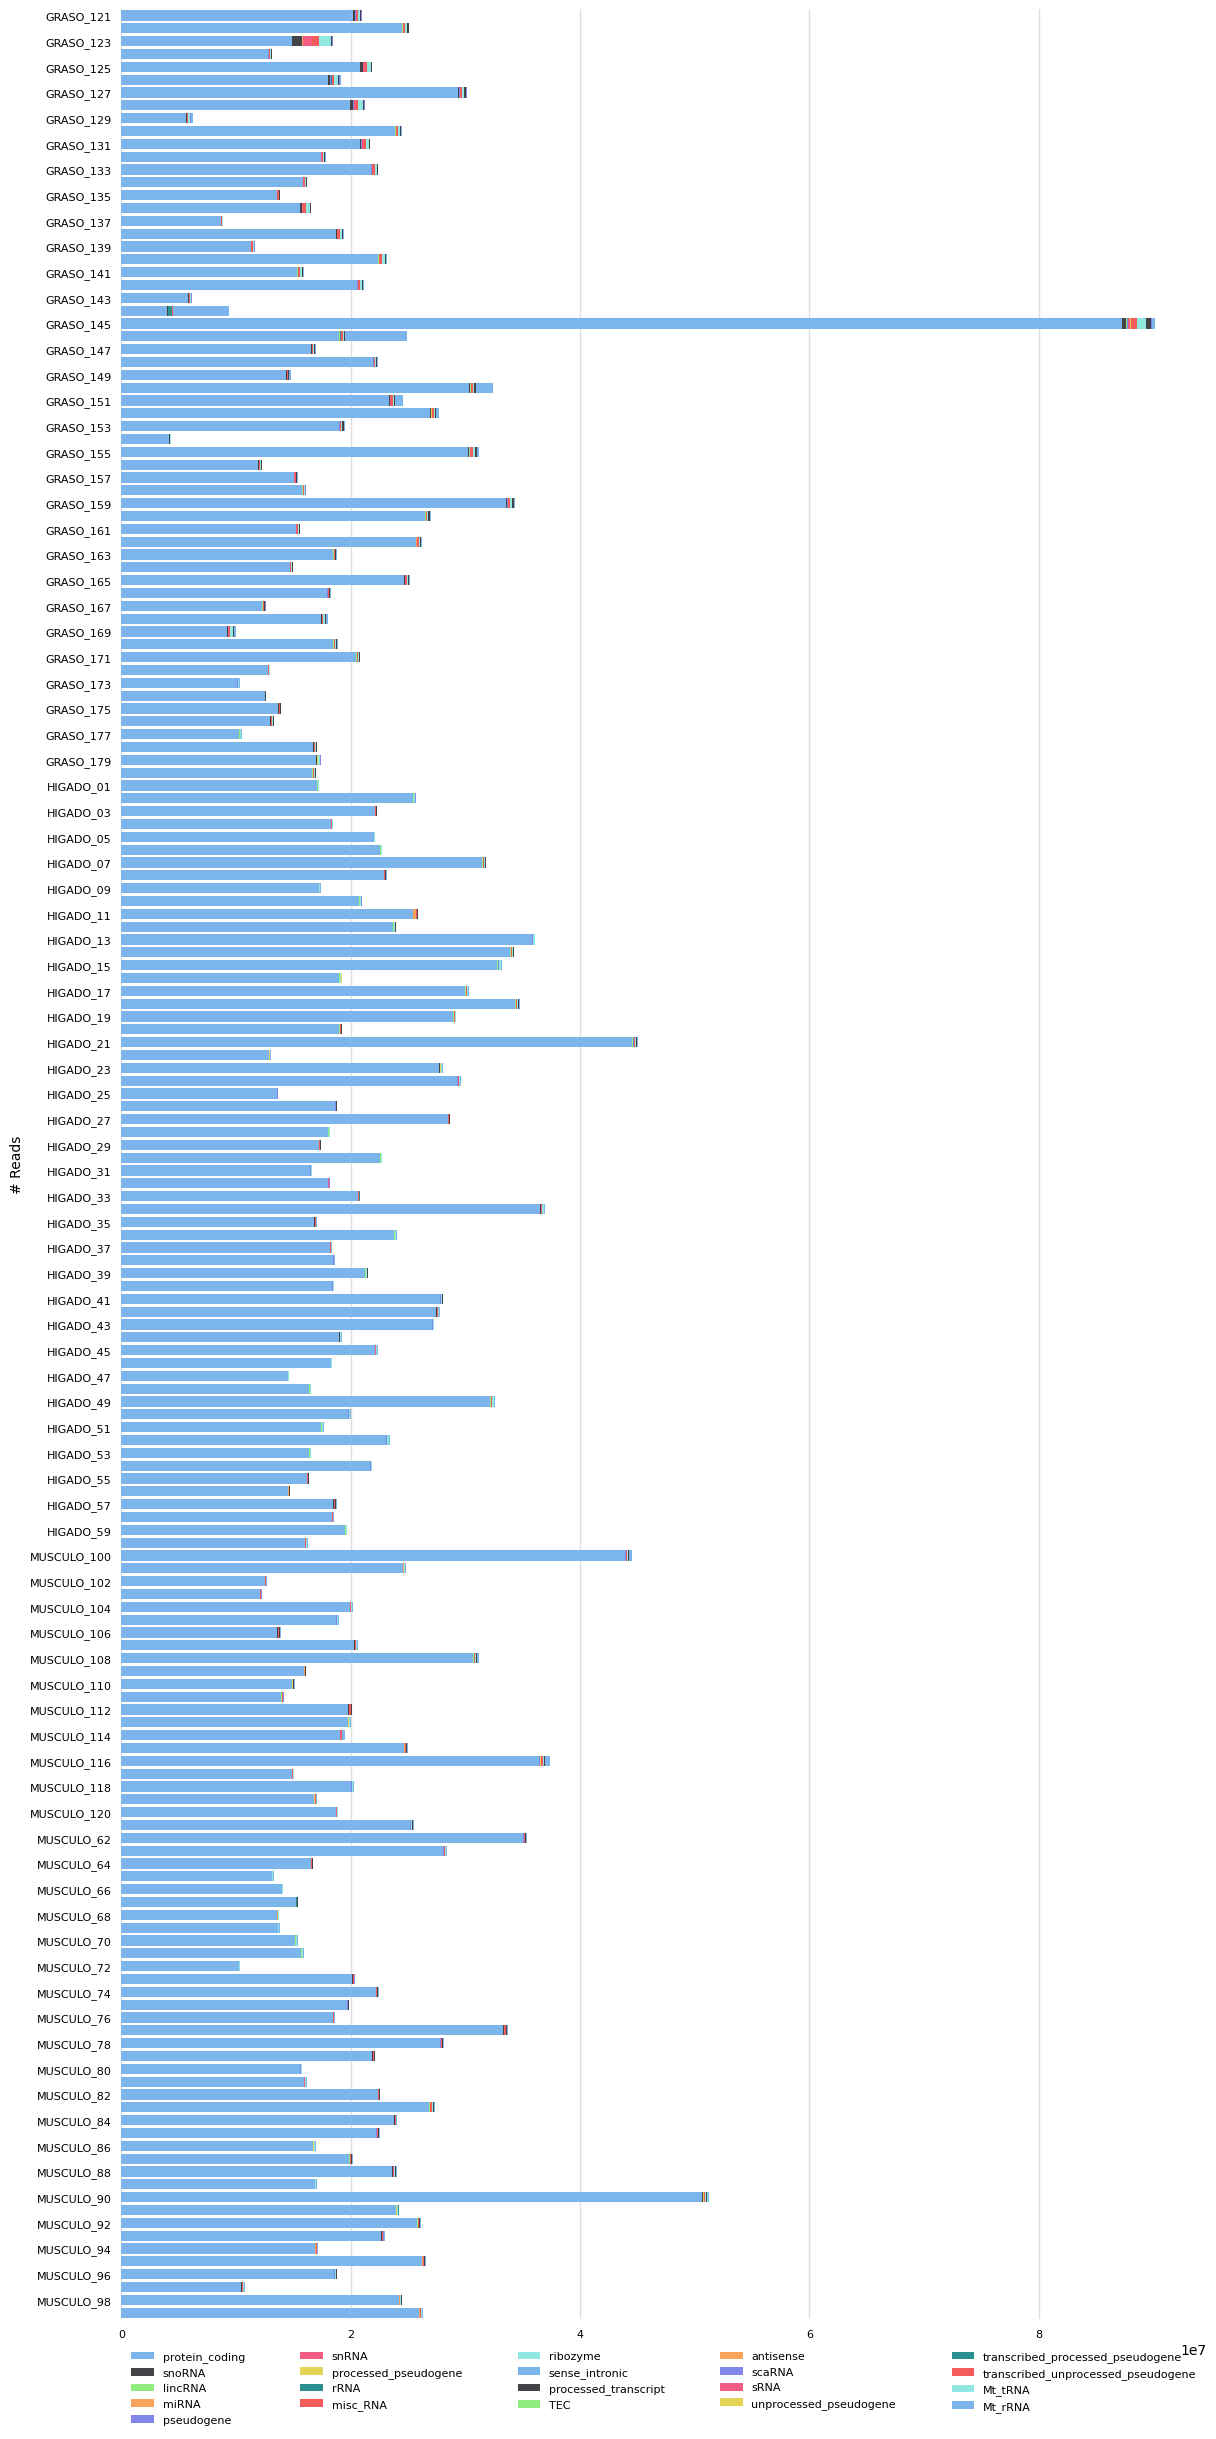 GRASO_121
GRASO_123
GRASO_125
GRASO_127
GRASO_129
GRASO_131
GRASO_133
GRASO_135
GRASO_137
GRASO_139
GRASO_141
GRASO_143
GRASO_145
GRASO_147
GRASO_149
GRASO_151
GRASO_153
GRASO_155
GRASO_157
GRASO_159
GRASO_161
GRASO_163
GRASO_165
GRASO_167
GRASO_169
GRASO_171
GRASO_173
GRASO_175
GRASO_177
GRASO_179
HIGADO_01
HIGADO_03
HIGADO_05
HIGADO_07
HIGADO_09
HIGADO_11
HIGADO_13
HIGADO_15
HIGADO_17
HIGADO_19
HIGADO_21
HIGADO_23
HIGADO_25
HIGADO_27
HIGADO_29
HIGADO_31
HIGADO_33
HIGADO_35
HIGADO_37
HIGADO_39
HIGADO_41
HIGADO_43
HIGADO_45
HIGADO_47
HIGADO_49
HIGADO_51
HIGADO_53
HIGADO_55
HIGADO_57
HIGADO_59
MUSCULO_100
MUSCULO_102
MUSCULO_104
MUSCULO_106
MUSCULO_108
MUSCULO_110
MUSCULO_112
MUSCULO_114
MUSCULO_116
MUSCULO_118
MUSCULO_120
MUSCULO_62
MUSCULO_64
MUSCULO_66
MUSCULO_68
MUSCULO_70
MUSCULO_72
MUSCULO_74
MUSCULO_76
MUSCULO_78
MUSCULO_80
MUSCULO_82
MUSCULO_84
MUSCULO_86
MUSCULO_88
MUSCULO_90
MUSCULO_92
MUSCULO_94
MUSCULO_96
MUSCULO_98
# Reads
0 2 4 6 8
1e7
protein_coding
snoRNA
lincRNA
miRNA
pseudogene
snRNA
processed_pseudogene
rRNA
misc_RNA
ribozyme
sense_intronic
processed_transcript
TEC
antisense
scaRNA
sRNA
unprocessed_pseudogene
transcribed_processed_pseudogene
transcribed_unprocessed_pseudogene
Mt_tRNA
Mt_rRNA